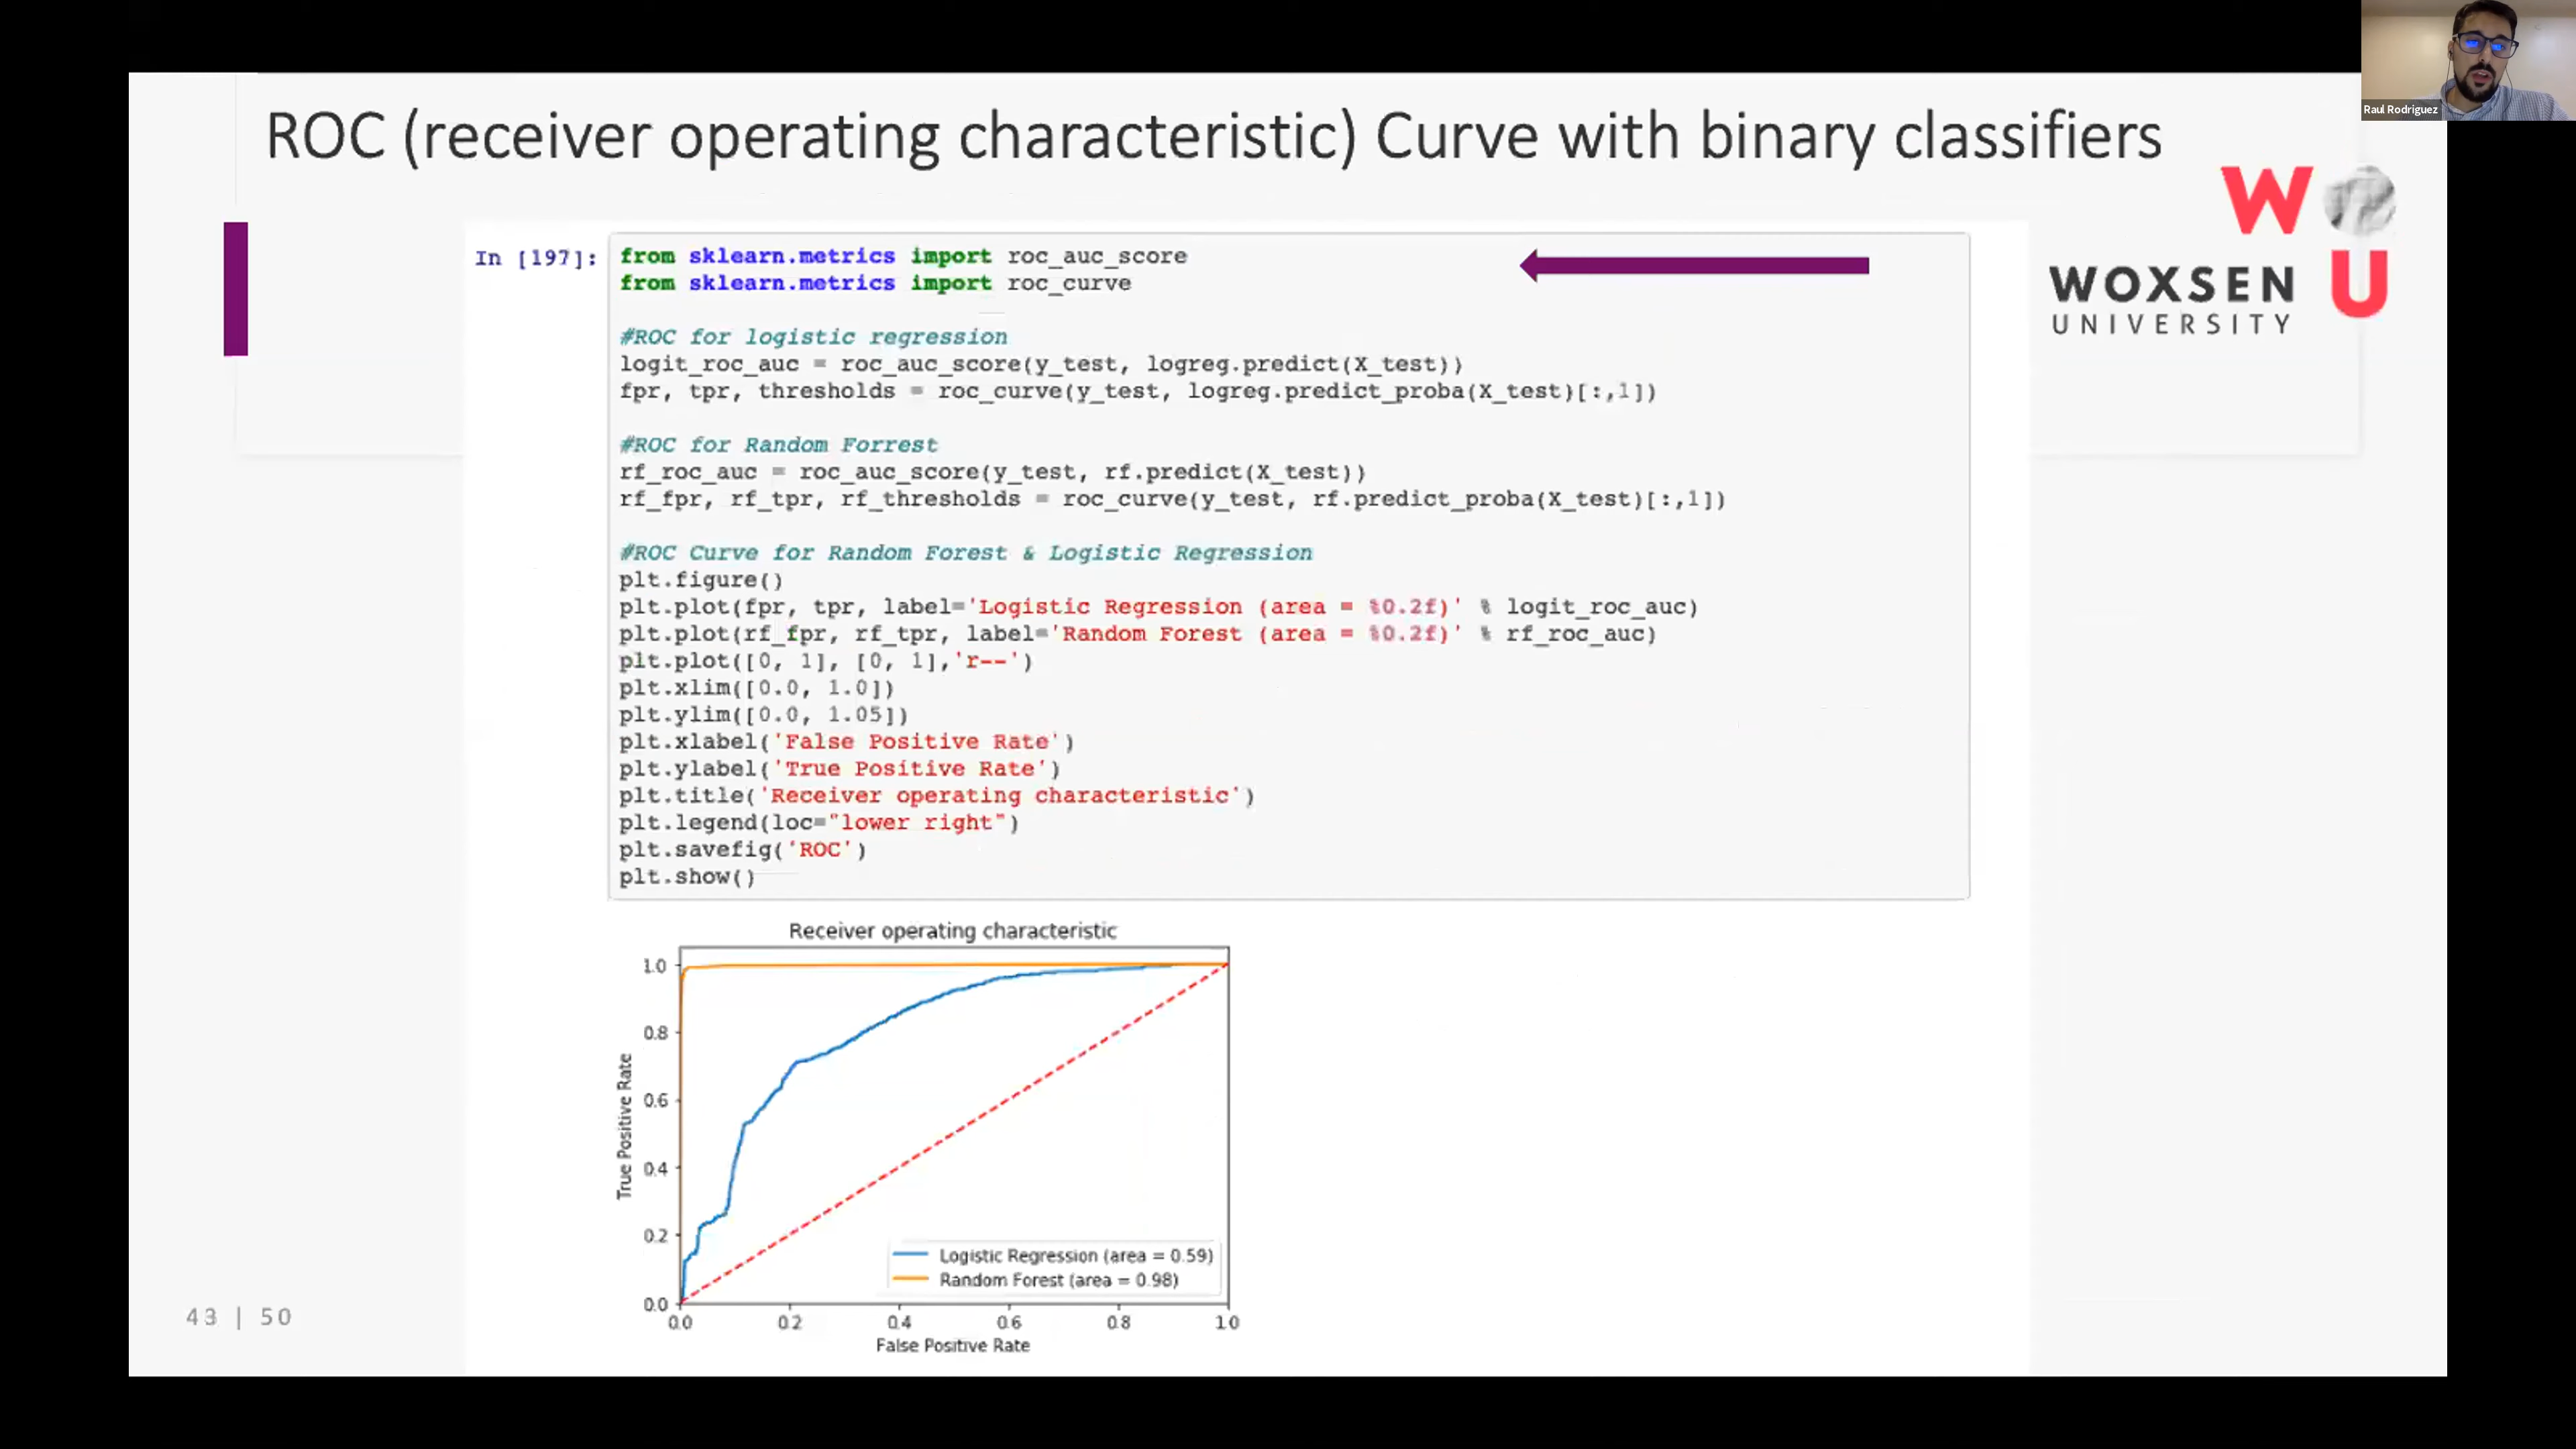 Raul Rodriguez
ROC (receiver operating characteristic) Curve with binary classifiers
W
U
WOXSEN
UNIVERSITY
In [197]:
from sklearn.metrics import roc_auc_score
from sklearn.metrics import roc_curve
#ROC for logistic regression
logit_roc_auc = roc_auc_score(y_test, logreg.predict(X_test))
fpr, tpr, thresholds = roc_curve(y_test, logreg.predict_proba(X_test)[:,1])
#ROC for Random Forrest
rf_roc_auc = roc_auc_score(y_test, rf.predict(X_test))
rf_fpr, rf_tpr, rf_thresholds = roc_curve(y_test, rf.predict_proba(X_test)[:,1])
#ROC Curve for Random Forest & Logistic Regression
plt.figure()
plt.plot(fpr, tpr, label='Logistic Regression (area = %0.2f)' % logit_roc_auc)
plt.plot(rf_fpr, rf_tpr, label='Random Forest (area = %0.2f)' % rf_roc_auc)
plt.plot([0, 1], [0, 1],'r--')
plt.xlim([0.0, 1.0])
plt.ylim([0.0, 1.05])
plt.xlabel('False Positive Rate')
plt.ylabel('True Positive Rate')
plt.title('Receiver operating characteristic')
plt.legend(loc="lower right")
plt.savefig('ROC')
plt.show()
Receiver operating characteristic
1.0
0.8
0.6
0.4
0.2
0.0
True Positive Rate
Logistic Regression (area = 0.59)
Random Forest (area = 0.98)
0.0 0.2 0.4 0.6 0.8 1.0
False Positive Rate
43 | 50